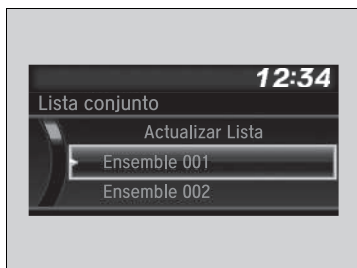 12:34
Lista conjunto
Actualizar Lista
Ensemble 001
Ensemble 002